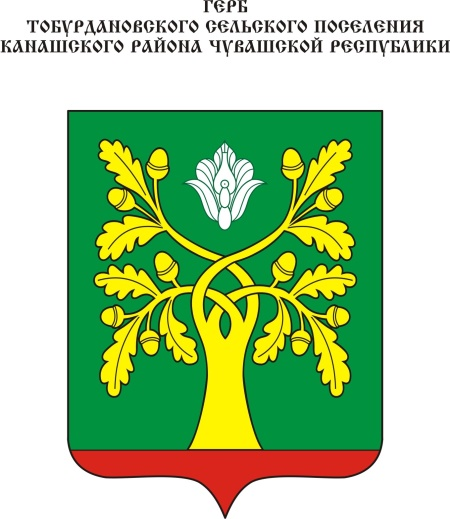 ГЕРБ
ТОБУРДАНОВСКОГО СЕЛЬСКОГО ПОСЕЛЕНИЯ
КАНАШСКОГО РАЙОНА ЧУВАШСКОЙ РЕСПУБЛИКИ